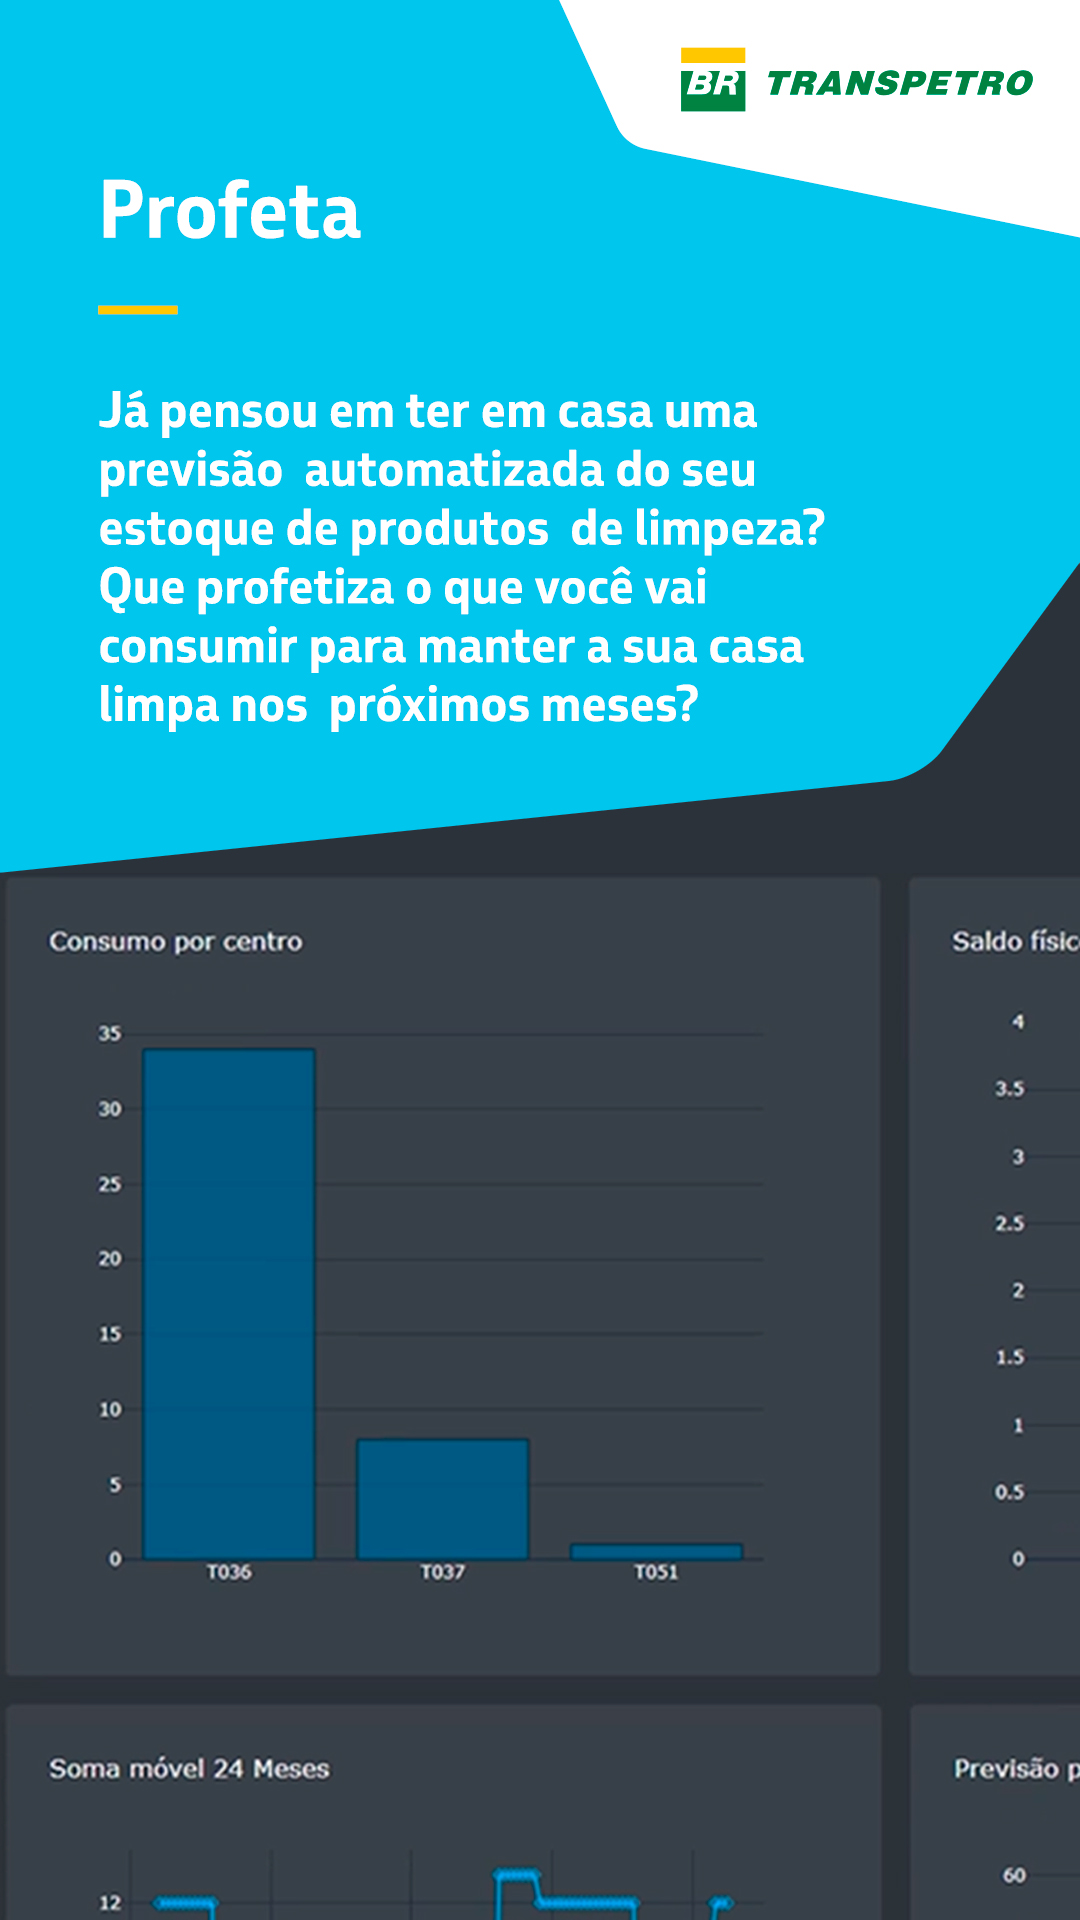 BR TRANSPETRO
Profeta
Já pensou em ter em casa uma
previsão automatizada do seu
estoque de produtos de limpeza?
Que profetiza o que você vai
consumir para manter a sua casa
limpa nos próximos meses?
Consumo por centro
35
30
25
20
15
10
5
0
T036
T037
T051
Saldo físic
4
3.5
3
2.5
2
1.5
1
0.5
0
Soma móvel 24 Meses
12
Previsão p
60